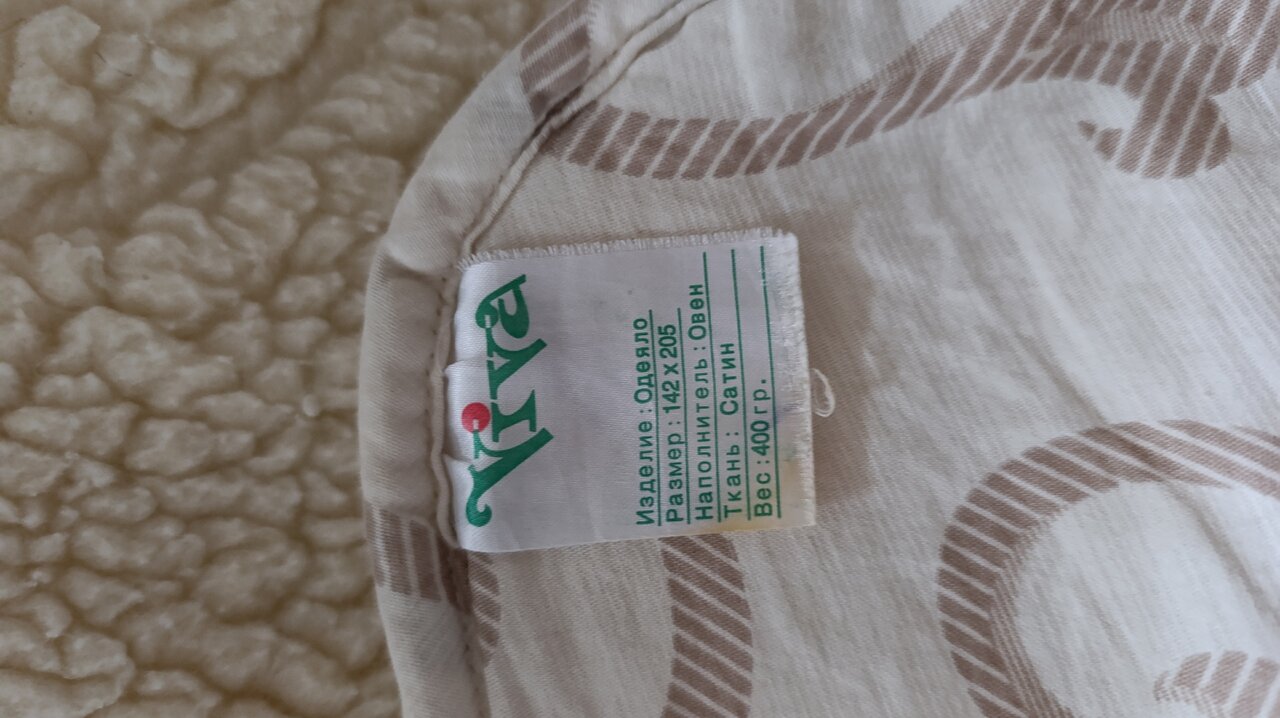 Viva
Изделие : Одеяло
Размер : 142 х 205
Наполнитель : Овен
Ткань : Сатин
Вес : 400 гр.